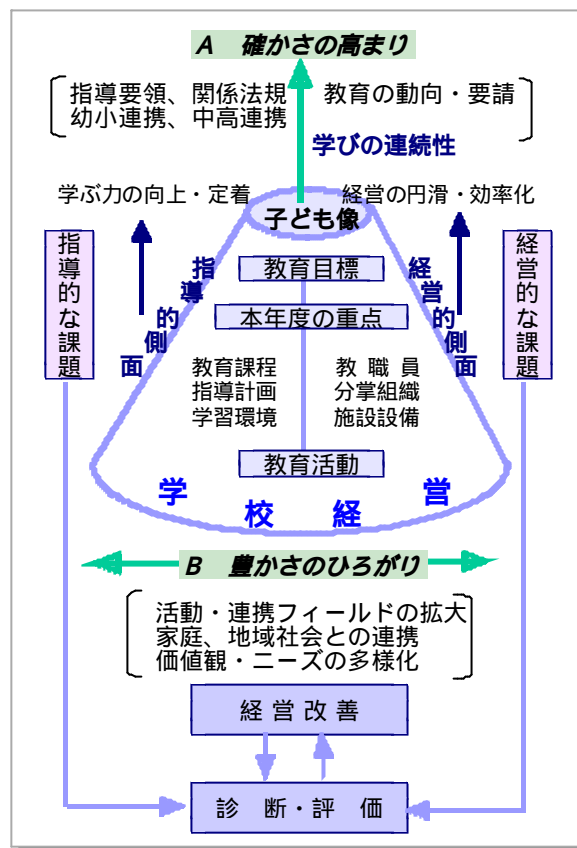 A 確かさの高まり
指導要領、関係法規 教育の動向・要請
幼小連携、中高連携
学びの連続性
学ぶ力の向上・定着 経営の円滑・効率化
子ども像
指導的な課題
指導的側面
経営的側面
経営的な課題
教育目標
本年度の重点
教育課程 教職員
指導計画 分掌組織
学習環境 施設設備
教育活動
学校経営
B 豊かさのひろがり
活動・連携フィールドの拡大
家庭、地域社会との連携
価値観・ニーズの多様化
経営改善
診 断・評 価